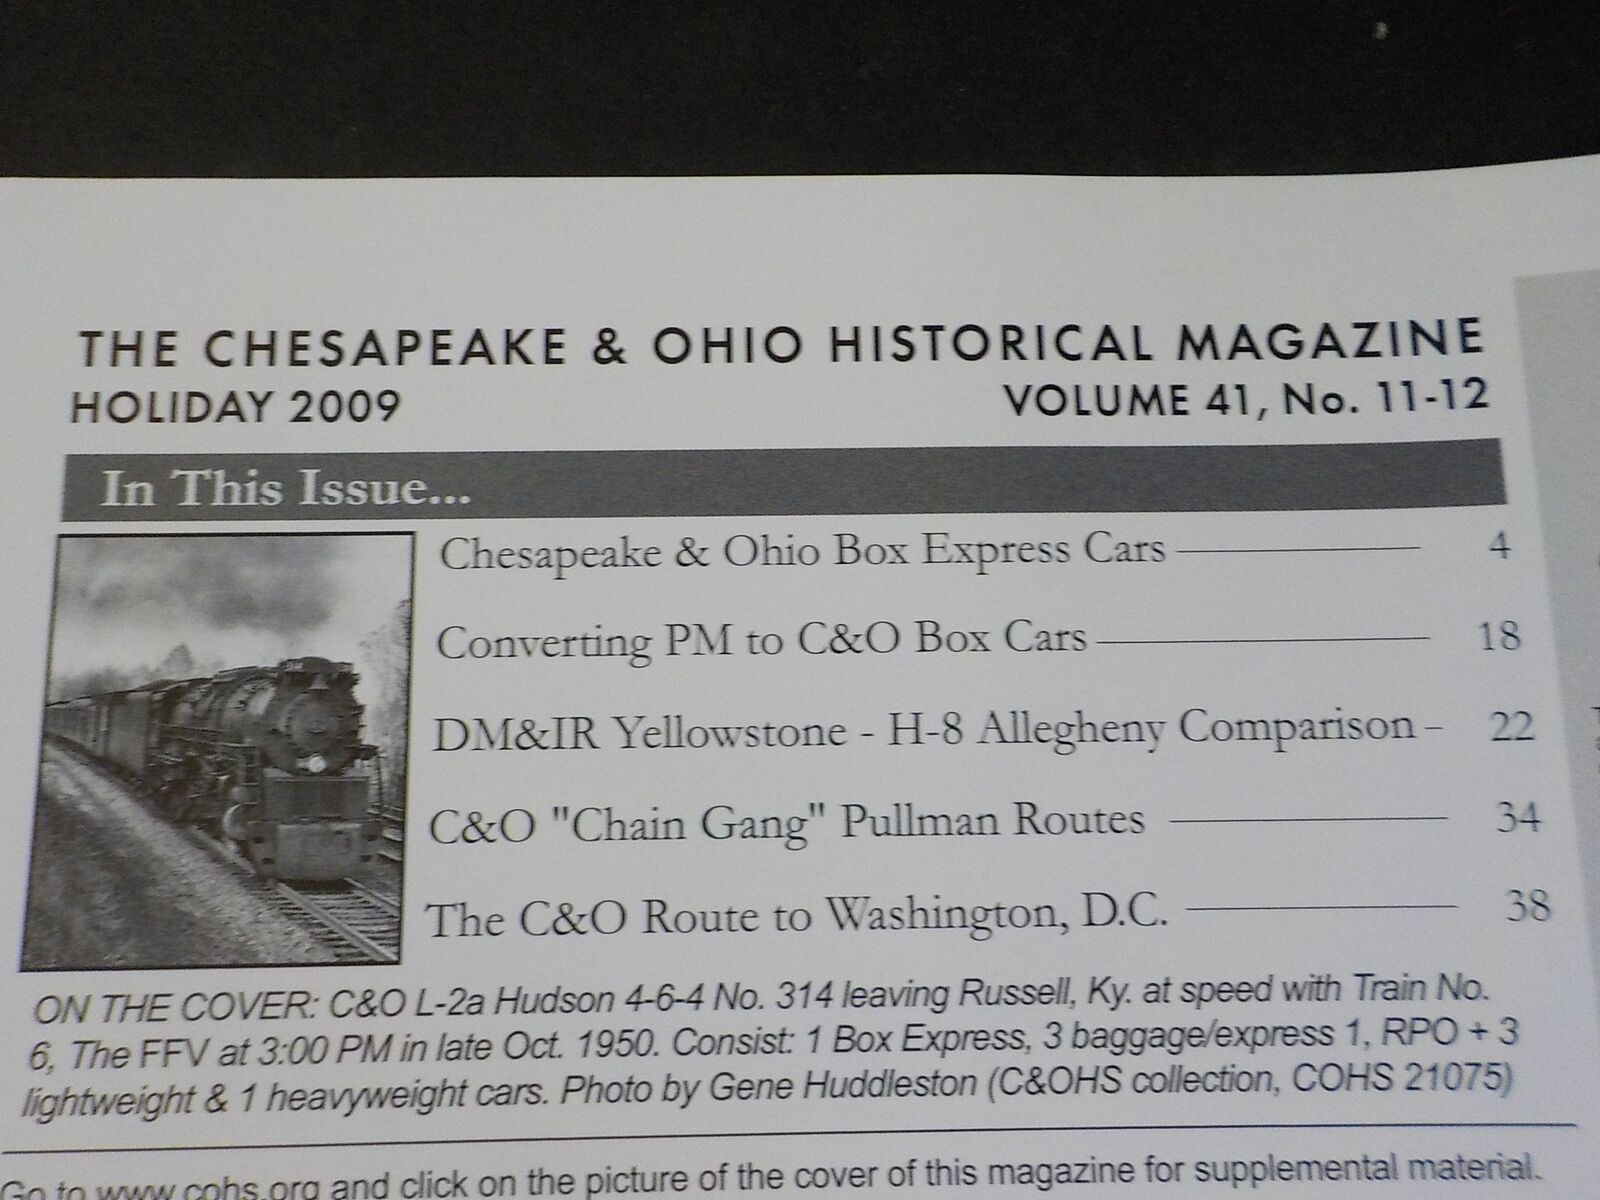 THE CHESAPEAKE & OHIO HISTORICAL MAGAZINE
HOLIDAY 2009 VOLUME 41, No. 11-12
In This Issue...
Chesapeake & Ohio Box Express Cars 4
Converting PM to C&O Box Cars 18
DM&IR Yellowstone - H-8 Allegheny Comparison 22
C&O "Chain Gang" Pullman Routes 34
The C&O Route to Washington, D.C. 38
ON THE COVER: C&O L-2a Hudson 4-6-4 No. 314 leaving Russell, Ky. at speed with Train No.
6, The FFV at 3:00 PM in late Oct. 1950. Consist: 1 Box Express, 3 baggage/express 1, RPO + 3
lightweight & 1 heavyweight cars. Photo by Gene Huddleston (C&OHS collection, COHS 21075)
Go to www.cohs.org and click on the picture of the cover of this magazine for supplemental material.